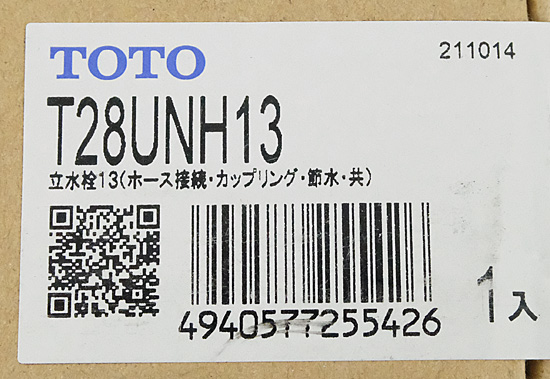 TOTO
211014
T28UNH13
立水栓13(ホース接続・カップリング・節水・共)
4940577255426
1入